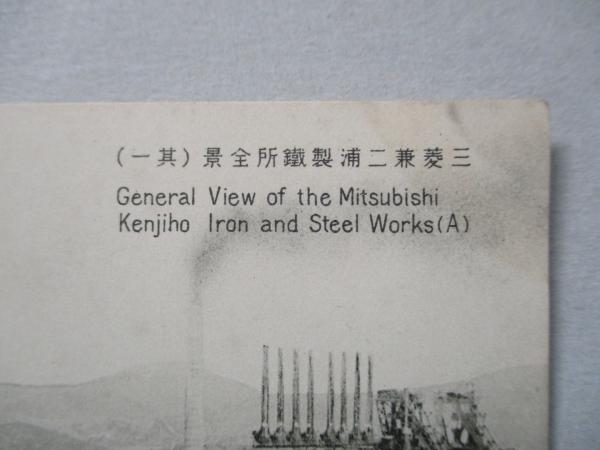 三菱兼二浦製鐵所全景(其一)
General View of the Mitsubishi
Kenjiho Iron and Steel Works(A)